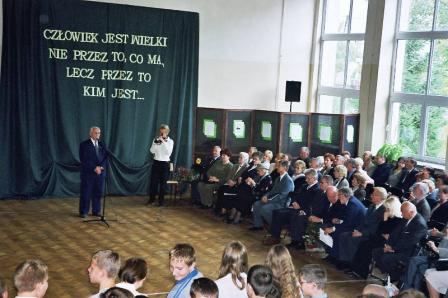 CZŁOWIEK JEST WIELKI
NIE PRZEZ TO, CO MA,
LECZ PRZEZ TO
KIM JEST...